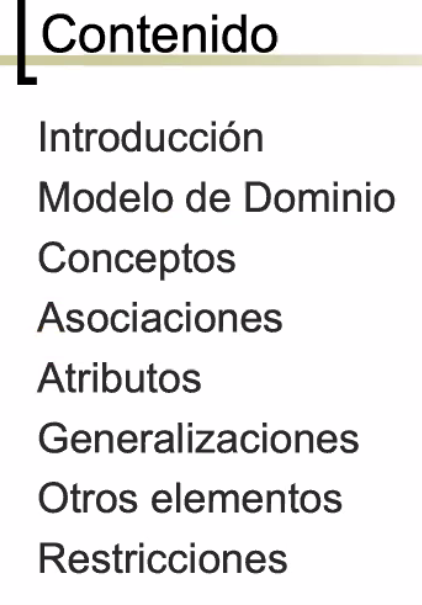 Contenido
Introducción
Modelo de Dominio
Conceptos
Asociaciones
Atributos
Generalizaciones
Otros elementos
Restricciones